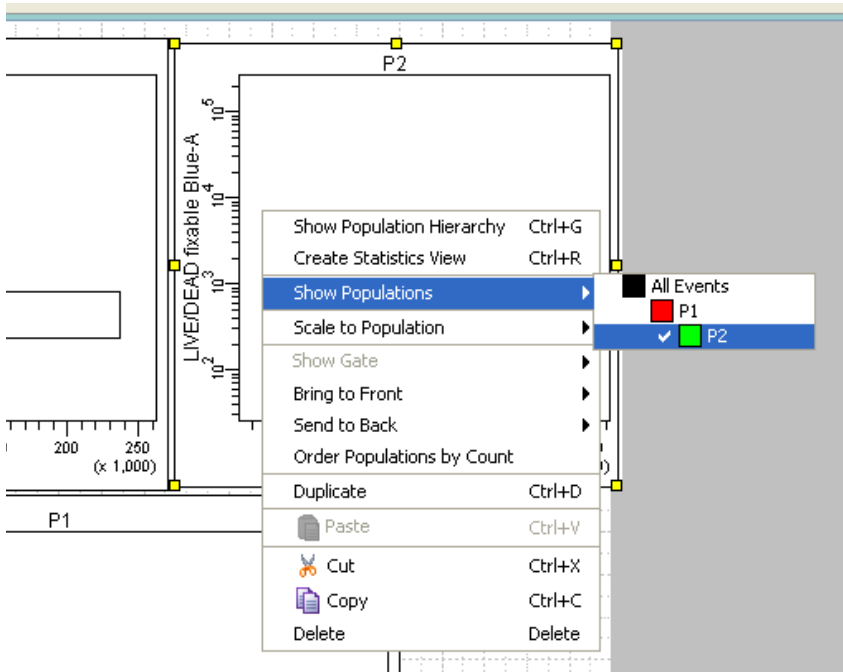 P2
10^5
10^4
10^3
10^2
LIVE/DEAD fixable Blue-A
Show Population Hierarchy Ctrl+G
Create Statistics View Ctrl+R
Show Populations
All Events
P1
P2
Scale to Population
Show Gate
Bring to Front
Send to Back
Order Populations by Count
200 250
(x 1,000)
)
Duplicate Ctrl+D
P1
Paste Ctrl+V
Cut Ctrl+X
Copy Ctrl+C
Delete Delete